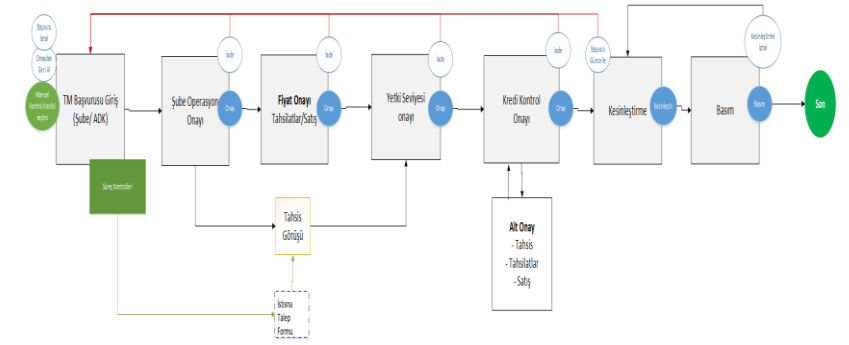 Başvuru
İptal
Onaydan
Geri Al
Manuel
Kontrol Kredisi
seçimi
TM Başvurusu Giriş
(Şube/ ADK)
Süreç Kontrolleri
Şube Operasyon
Onayı
İade
Onay
Fiyat Onayı
Tahsilatlar/Satış
İade
Onay
Yetki Seviyesi
onayı
İade
Onay
Kredi Kontrol
Onayı
İade
Onay
Başvuru
Güncelle
Kesinleştirme
Kesinleştir
Kesinleştirme
İptal
Basım
Basım
Son
Tahsis
Görüşü
İstisna
Talep
Formu
Alt Onay
- Tahsis
- Tahsilatlar
- Satış